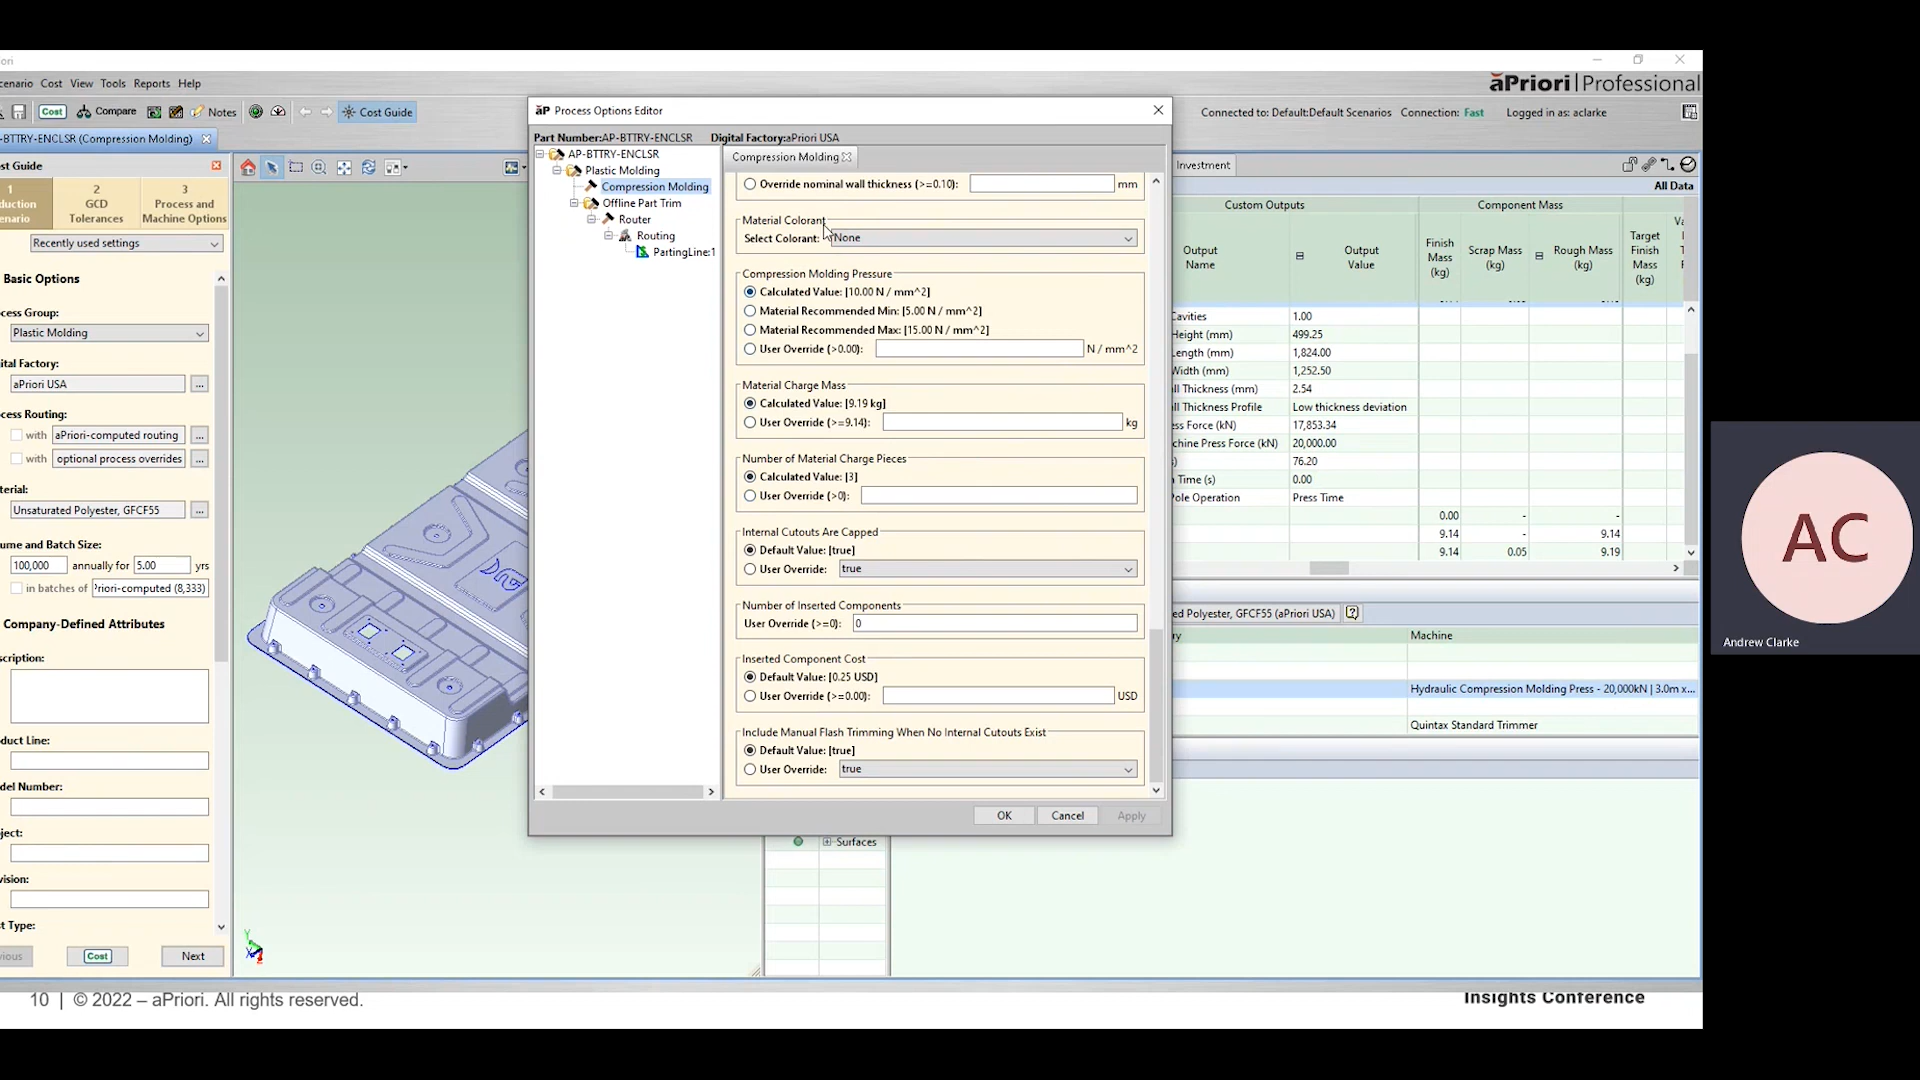 ori
cenario Cost View Tools Reports Help
aPriori | Professional
Cost Compare Notes Cost Guide
Connected to: Default:Default Scenarios Connection: Fast Logged in as: aclarke
-BTTRY-ENCLSR (Compression Molding)
st Guide
1 2 3
duction GCD Process and
enario Tolerances Machine Options
Recently used settings
Basic Options
cess Group:
Plastic Molding
ital Factory:
aPriori USA ...
cess Routing:
with aPriori-computed routing ...
with optional process overrides ...
terial:
Unsaturated Polyester, GFCF55 ...
ume and Batch Size:
100,000 annually for 5.00 yrs
in batches of Priori-computed (8,333)
Company-Defined Attributes
scription:
duct Line:
del Number:
ject:
vision:
t Type:
vious Cost Next
Y
X
aP Process Options Editor
Part Number:AP-BTTRY-ENCLSR Digital Factory:aPriori USA
AP-BTTRY-ENCLSR
Plastic Molding
Compression Molding
Offline Part Trim
Router
Routing
PartingLine:1
Compression Molding
Override nominal wall thickness (>=0.10): mm
Material Colorant
Select Colorant: None
Compression Molding Pressure
Calculated Value: [10.00 N / mm^2]
Material Recommended Min: [5.00 N / mm^2]
Material Recommended Max: [15.00 N / mm^2]
User Override (>0.00): N / mm^2
Material Charge Mass
Calculated Value: [9.19 kg]
User Override (>=9.14): kg
Number of Material Charge Pieces
Calculated Value: [3]
User Override (>0):
Internal Cutouts Are Capped
Default Value: [true]
User Override: true
Number of Inserted Components
User Override (>=0): 0
Inserted Component Cost
Default Value: [0.25 USD]
User Override (>=0.00): USD
Include Manual Flash Trimming When No Internal Cutouts Exist
Default Value: [true]
User Override: true
OK Cancel Apply
Surfaces
Investment
All Data
Custom Outputs Component Mass
Output Name Output Value Finish Mass (kg) Scrap Mass (kg) Rough Mass (kg) Target Finish Mass (kg)
Cavities 1.00
Height (mm) 499.25
Length (mm) 1,824.00
Width (mm) 1,252.50
ll Thickness (mm) 2.54
ll Thickness Profile Low thickness deviation
ess Force (kN) 17,853.34
chine Press Force (kN) 20,000.00
) 76.20
n Time (s) 0.00
Pole Operation Press Time
0.00 - -
9.14 - 9.14
9.14 0.05 9.19
ed Polyester, GFCF55 (aPriori USA)
ry Machine
Hydraulic Compression Molding Press - 20,000kN | 3.0m x...
Quintax Standard Trimmer
AC
Andrew Clarke
10 | © 2022 – aPriori. All rights reserved.
Insights Conference